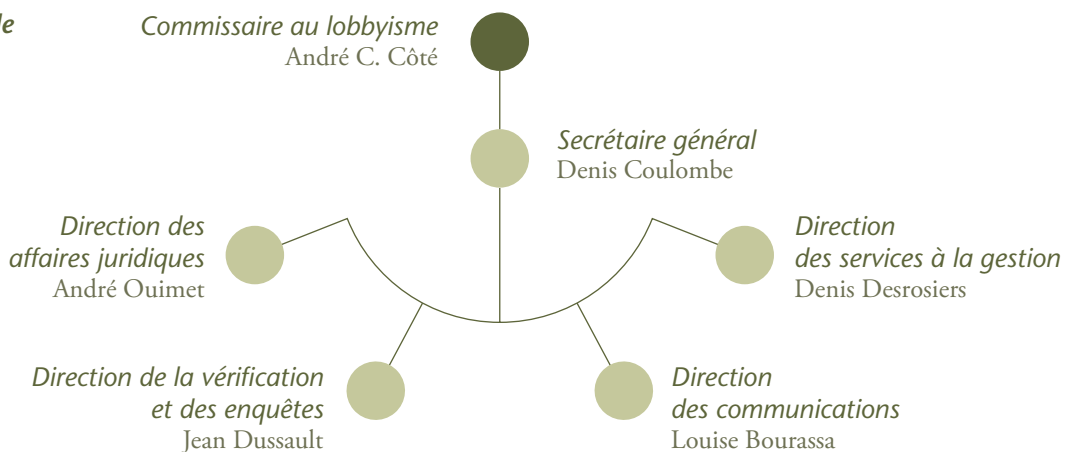 le
Commissaire au lobbyisme
André C. Côté
Secrétaire général
Denis Coulombe
Direction des
affaires juridiques
André Ouimet
Direction
des services à la gestion
Denis Desrosiers
Direction de la vérification
et des enquêtes
Jean Dussault
Direction
des communications
Louise Bourassa